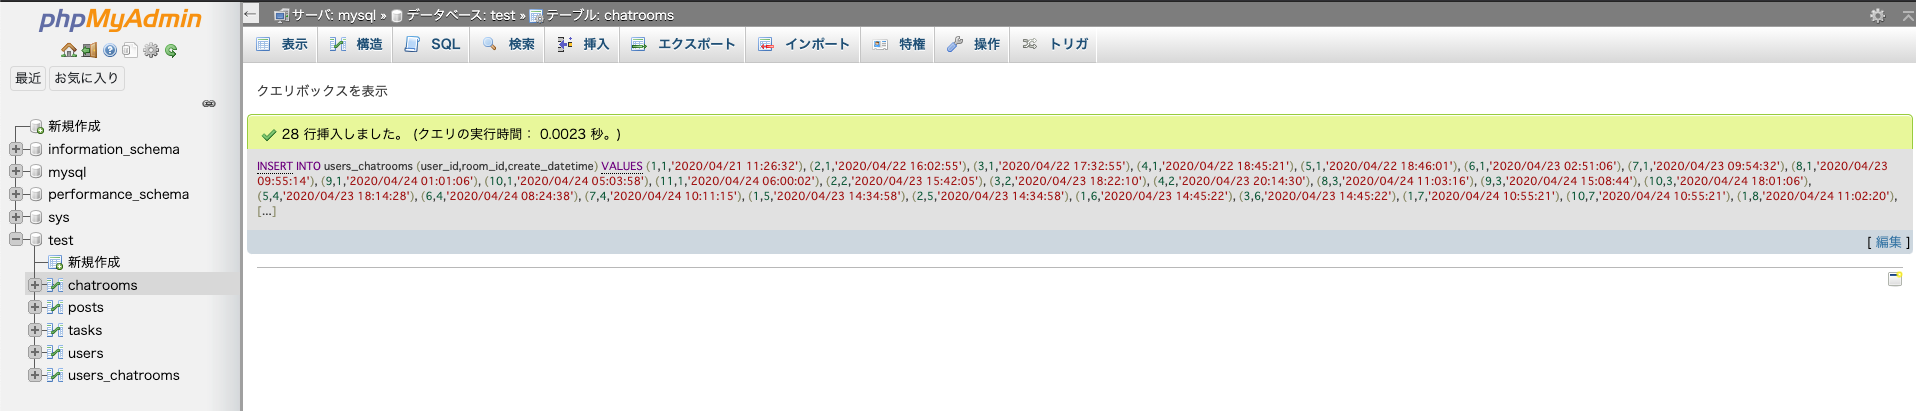 phpMyAdmin
最近 お気に入り
新規作成
information_schema
mysql
performance_schema
sys
test
新規作成
chatrooms
posts
tasks
users
users_chatrooms
サーバ: mysql » データベース: test » テーブル: chatrooms
表示 構造 SQL 検索 挿入 エクスポート インポート 特権 操作 トリガ
クエリボックスを表示
28 行挿入しました。 (クエリの実行時間： 0.0023 秒。)
INSERT INTO users_chatrooms (user_id,room_id,create_datetime) VALUES (1,1,'2020/04/21 11:26:32'), (2,1,'2020/04/22 16:02:55'), (3,1,'2020/04/22 17:32:55'), (4,1,'2020/04/22 18:45:21'), (5,1,'2020/04/22 18:46:01'), (6,1,'2020/04/23 02:51:06'), (7,1,'2020/04/23 09:54:32'), (8,1,'2020/04/23
09:55:14'), (9,1,'2020/04/24 01:01:06'), (10,1,'2020/04/24 05:03:58'), (11,1,'2020/04/24 06:00:02'), (2,2,'2020/04/23 15:42:05'), (3,2,'2020/04/23 18:22:10'), (4,2,'2020/04/23 20:14:30'), (8,3,'2020/04/24 11:03:16'), (9,3,'2020/04/24 15:08:44'), (10,3,'2020/04/24 18:01:06'),
(5,4,'2020/04/23 18:14:28'), (6,4,'2020/04/24 08:24:38'), (7,4,'2020/04/24 10:11:15'), (1,5,'2020/04/23 14:34:58'), (2,5,'2020/04/23 14:34:58'), (1,6,'2020/04/23 14:45:22'), (3,6,'2020/04/23 14:45:22'), (1,7,'2020/04/24 10:55:21'), (10,7,'2020/04/24 10:55:21'), (1,8,'2020/04/24 11:02:20'),
[...]
[ 編集 ]